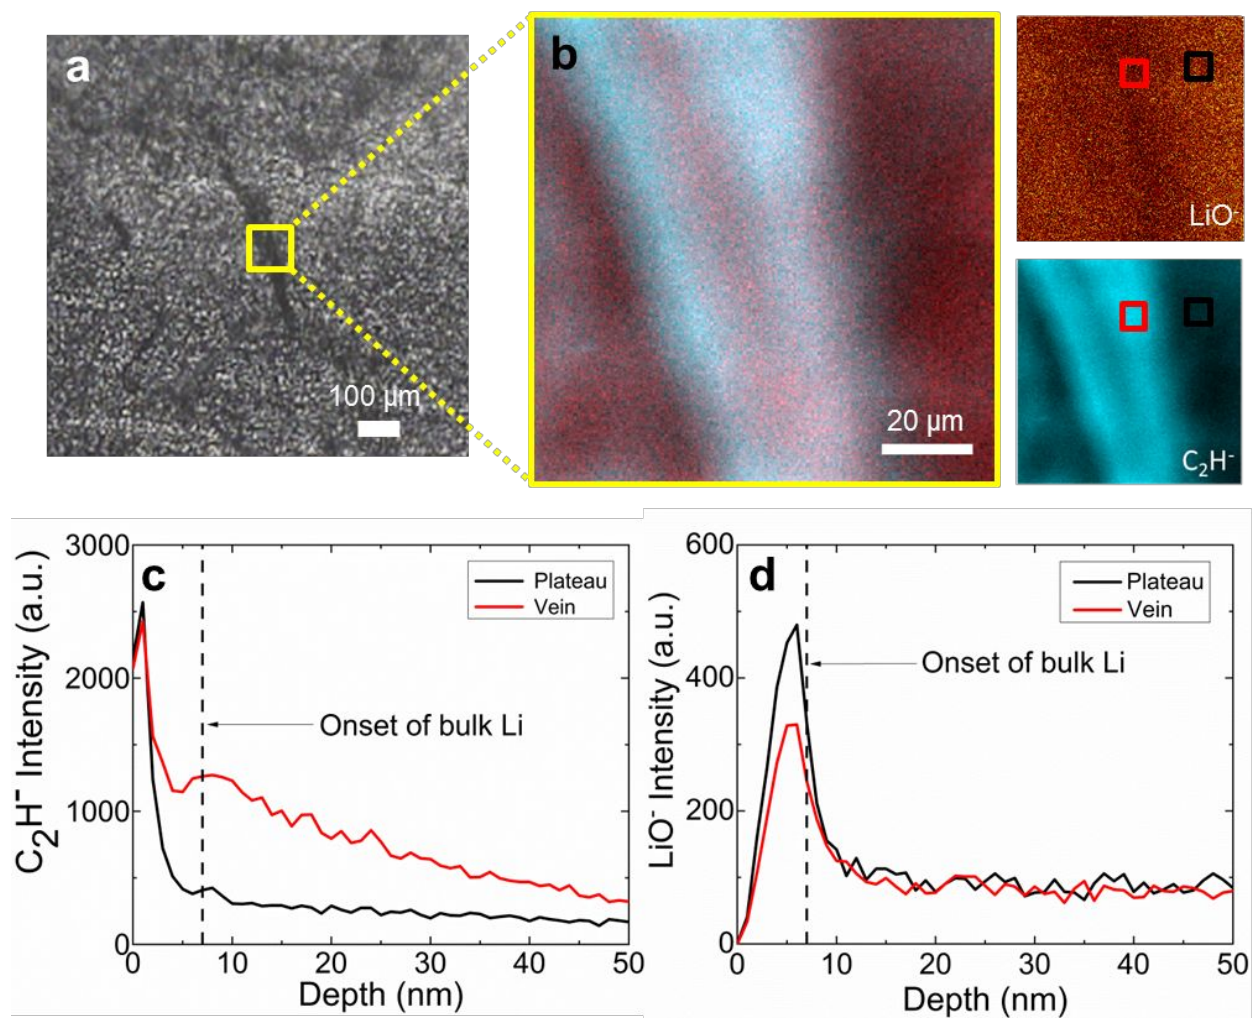 a
100 µm
b
20 µm
LiO⁻
C₂H⁻
c
C₂H⁻ Intensity (a.u.)
3000
2000
1000
0
Plateau
Vein
Onset of bulk Li
0 10 20 30 40 50
Depth (nm)
d
LiO⁻ Intensity (a.u.)
600
400
200
0
Plateau
Vein
Onset of bulk Li
0 10 20 30 40 50
Depth (nm)